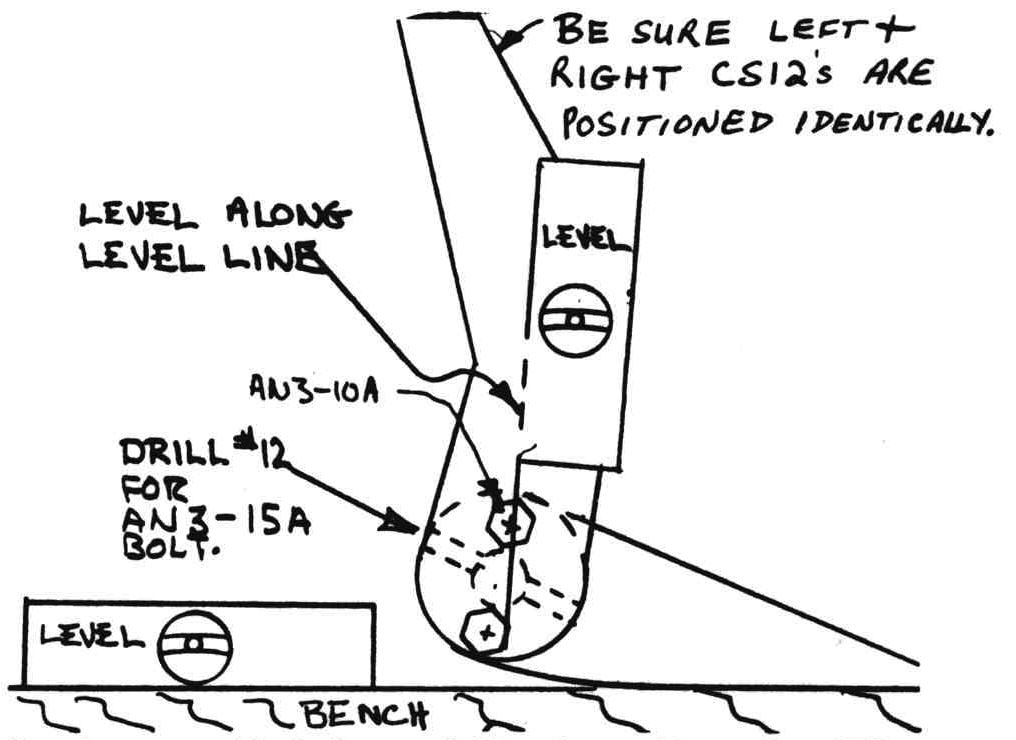 BE SURE LEFT +
RIGHT CS12's ARE
POSITIONED IDENTICALLY.
LEVEL ALONG
LEVEL LINE
LEVEL
AN3-10A
DRILL #12
FOR
AN3-15A
BOLT.
LEVEL
BENCH